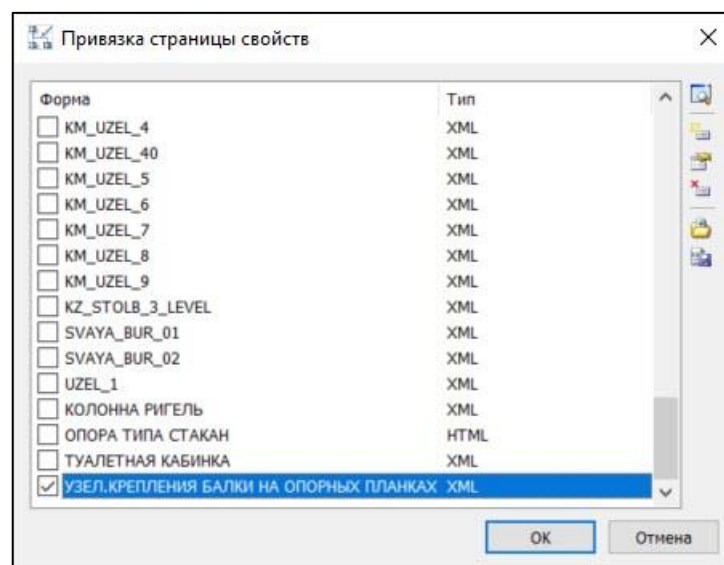 Привязка страницы свойств
Форма Тип
KM_UZEL_4 XML
KM_UZEL_40 XML
KM_UZEL_5 XML
KM_UZEL_6 XML
KM_UZEL_7 XML
KM_UZEL_8 XML
KM_UZEL_9 XML
KZ_STOLB_3_LEVEL XML
SVAYA_BUR_01 XML
SVAYA_BUR_02 XML
UZEL_1 XML
КОЛОННА РИГЕЛЬ XML
ОПОРА ТИПА СТАКАН HTML
ТУАЛЕТНАЯ КАБИНКА XML
УЗЕЛ.КРЕПЛЕНИЯ БАЛКИ НА ОПОРНЫХ ПЛАНКАХ XML
ОК Отмена